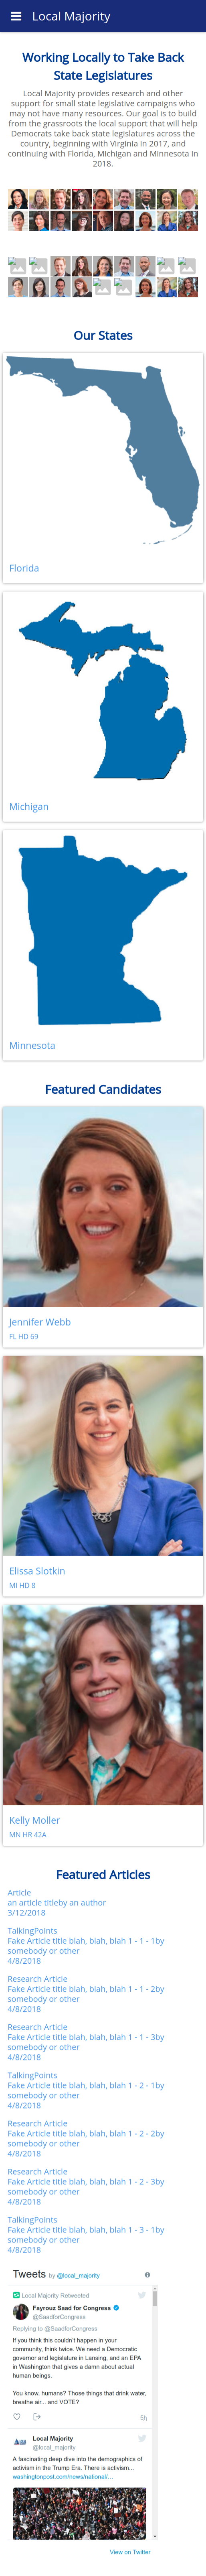 Local Majority
Working Locally to Take Back
State Legislatures
Local Majority provides research and other
support for small state legislative campaigns who
may not have many resources. Our goal is to build
from the grassroots the local support that will help
Democrats take back state legislatures across the
country, beginning with Virginia in 2017, and
continuing with Florida, Michigan and Minnesota in
2018.
Our States
Florida
Michigan
Minnesota
Featured Candidates
Jennifer Webb
FL HD 69
Elissa Slotkin
MI HD 8
Kelly Moller
MN HR 42A
Featured Articles
Article
an article titleby an author
3/12/2018
TalkingPoints
Fake Article title blah, blah, blah 1 - 1 - 1by
somebody or other
4/8/2018
Research Article
Fake Article title blah, blah, blah 1 - 1 - 2by
somebody or other
4/8/2018
Research Article
Fake Article title blah, blah, blah 1 - 1 - 3by
somebody or other
4/8/2018
TalkingPoints
Fake Article title blah, blah, blah 1 - 2 - 1by
somebody or other
4/8/2018
Research Article
Fake Article title blah, blah, blah 1 - 2 - 2by
somebody or other
4/8/2018
Research Article
Fake Article title blah, blah, blah 1 - 2 - 3by
somebody or other
4/8/2018
TalkingPoints
Fake Article title blah, blah, blah 1 - 3 - 1by
somebody or other
4/8/2018
Tweets by @local_majority
Local Majority Retweeted
Fayrouz Saad for Congress
@SaadforCongress
Replying to @SaadforCongress
If you think this couldn't happen in your
community, think twice. We need a Democratic
governor and legislature in Lansing, and an EPA
in Washington that gives a damn about actual
human beings.
You know, humans? Those things that drink water,
breathe air... and VOTE?
5h
Local Majority
@local_majority
A fascinating deep dive into the demographics of
activism in the Trump Era. There is activism...
washingtonpost.com/news/national/…
View on Twitter